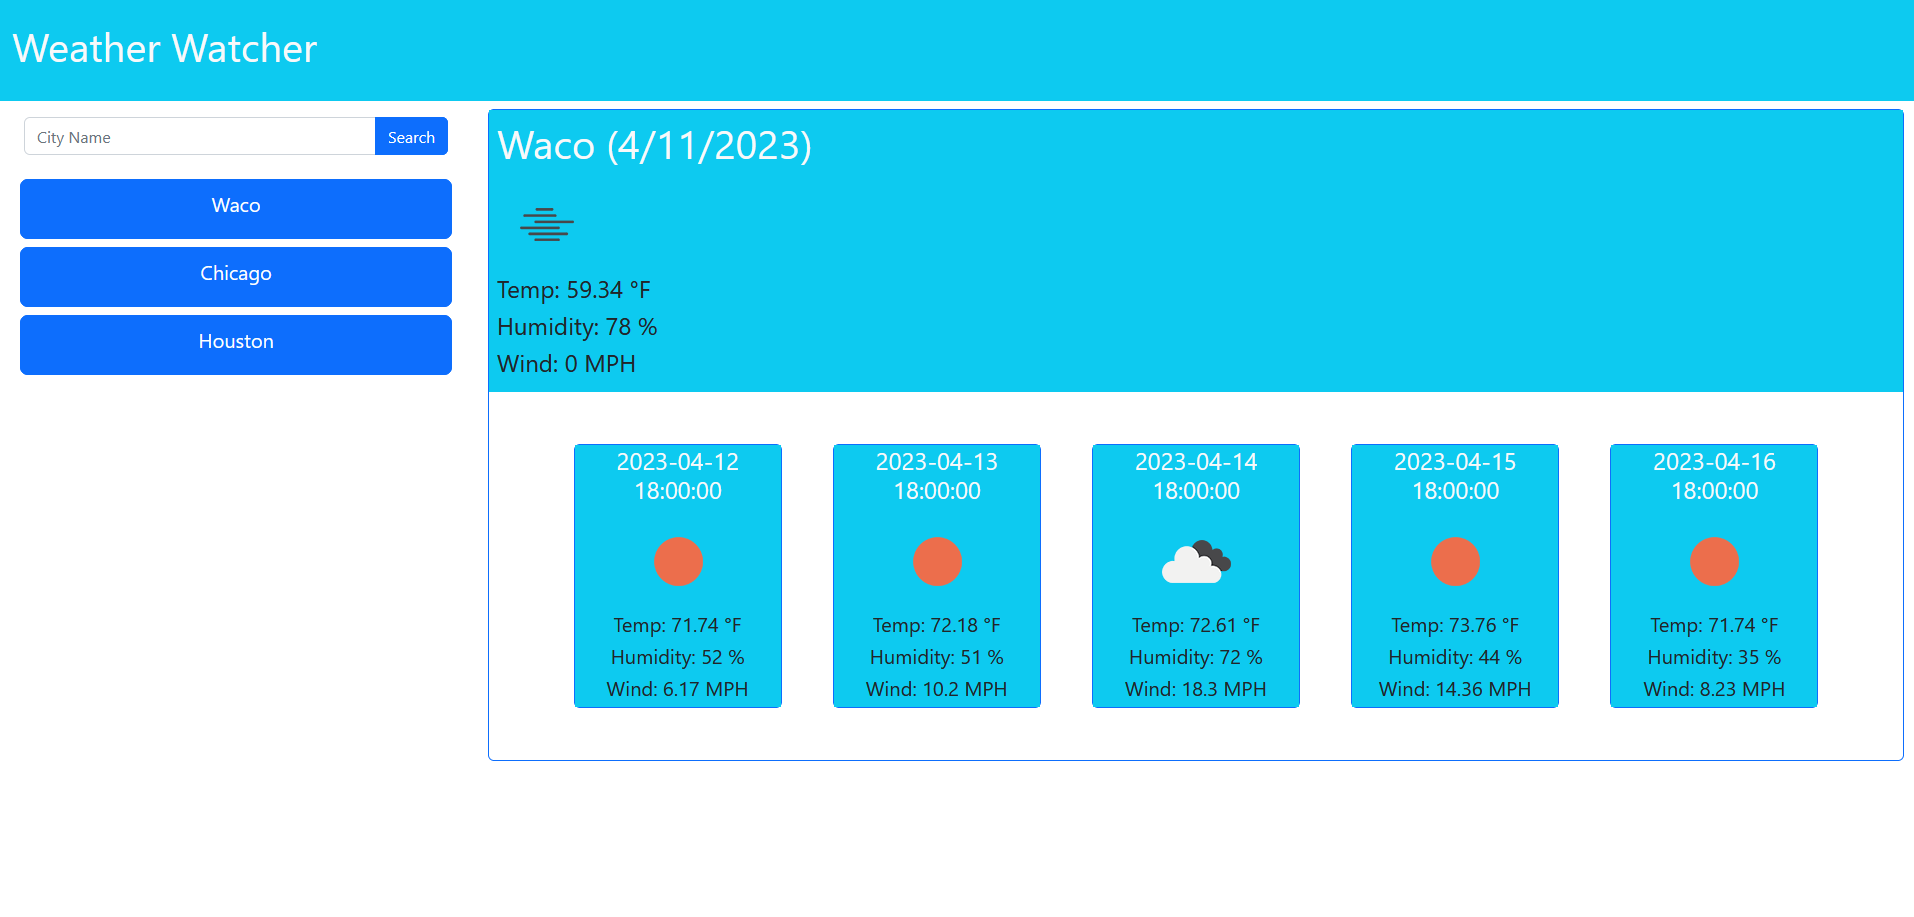 Weather Watcher
City Name
Search
Waco
Chicago
Houston
Waco (4/11/2023)
Temp: 59.34 °F
Humidity: 78 %
Wind: 0 MPH
2023-04-12
18:00:00
Temp: 71.74 °F
Humidity: 52 %
Wind: 6.17 MPH
2023-04-13
18:00:00
Temp: 72.18 °F
Humidity: 51 %
Wind: 10.2 MPH
2023-04-14
18:00:00
Temp: 72.61 °F
Humidity: 72 %
Wind: 18.3 MPH
2023-04-15
18:00:00
Temp: 73.76 °F
Humidity: 44 %
Wind: 14.36 MPH
2023-04-16
18:00:00
Temp: 71.74 °F
Humidity: 35 %
Wind: 8.23 MPH